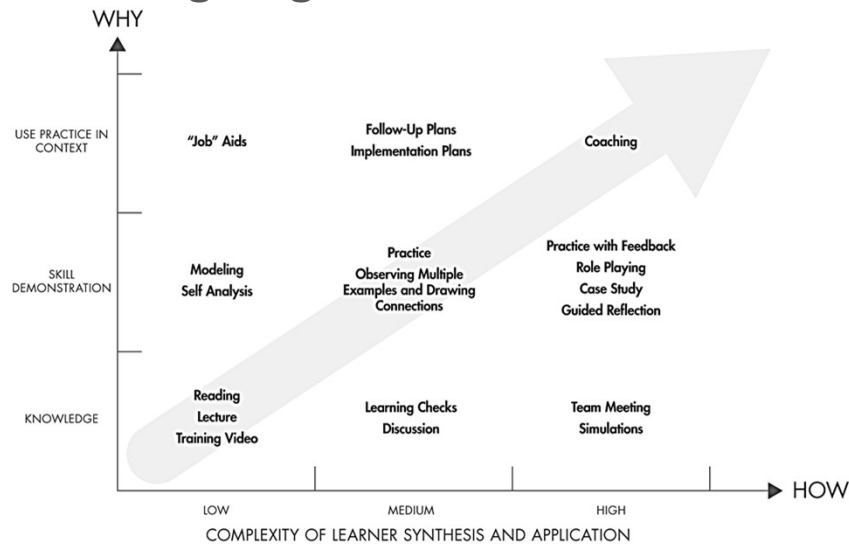 WHY
USE PRACTICE IN
CONTEXT
"Job" Aids
Follow-Up Plans
Implementation Plans
Coaching
SKILL
DEMONSTRATION
Modeling
Self Analysis
Practice
Observing Multiple
Examples and Drawing
Connections
Practice with Feedback
Role Playing
Case Study
Guided Reflection
KNOWLEDGE
Reading
Lecture
Training Video
Learning Checks
Discussion
Team Meeting
Simulations
HOW
LOW
MEDIUM
HIGH
COMPLEXITY OF LEARNER SYNTHESIS AND APPLICATION